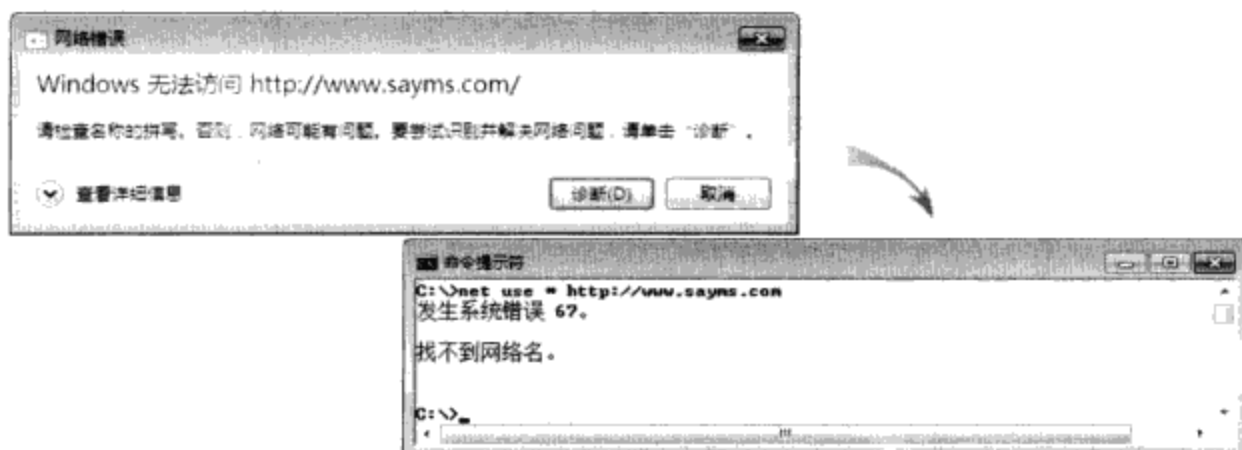 网络错误
Windows 无法访问 http://www.sayms.com/
请检查名称的拼写。否则，网络可能有问题。要尝试识别并解决网络问题，请单击“诊断”。
查看详细信息
诊断(D)
取消
命令提示符
C:\>net use * http://www.sayms.com
发生系统错误 67。
找不到网络名。
C:\>_